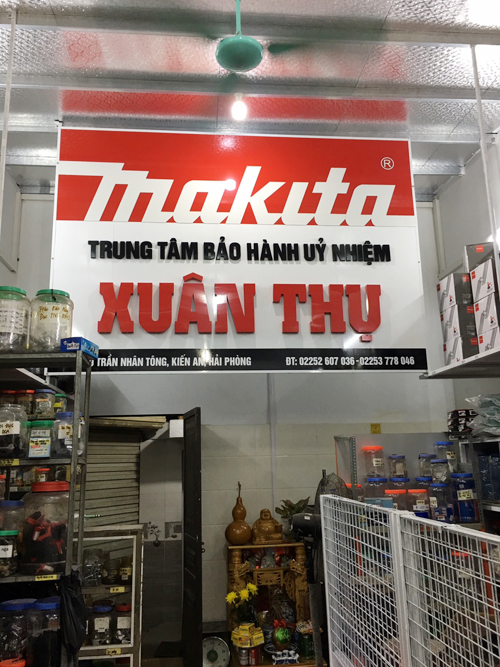 makita ®
TRUNG TÂM BẢO HÀNH UỶ NHIỆM
XUÂN THỤ
TRẦN NHÂN TÔNG, KIẾN AN, HẢI PHÒNG ĐT: 02252 607 036 - 02253 778 046